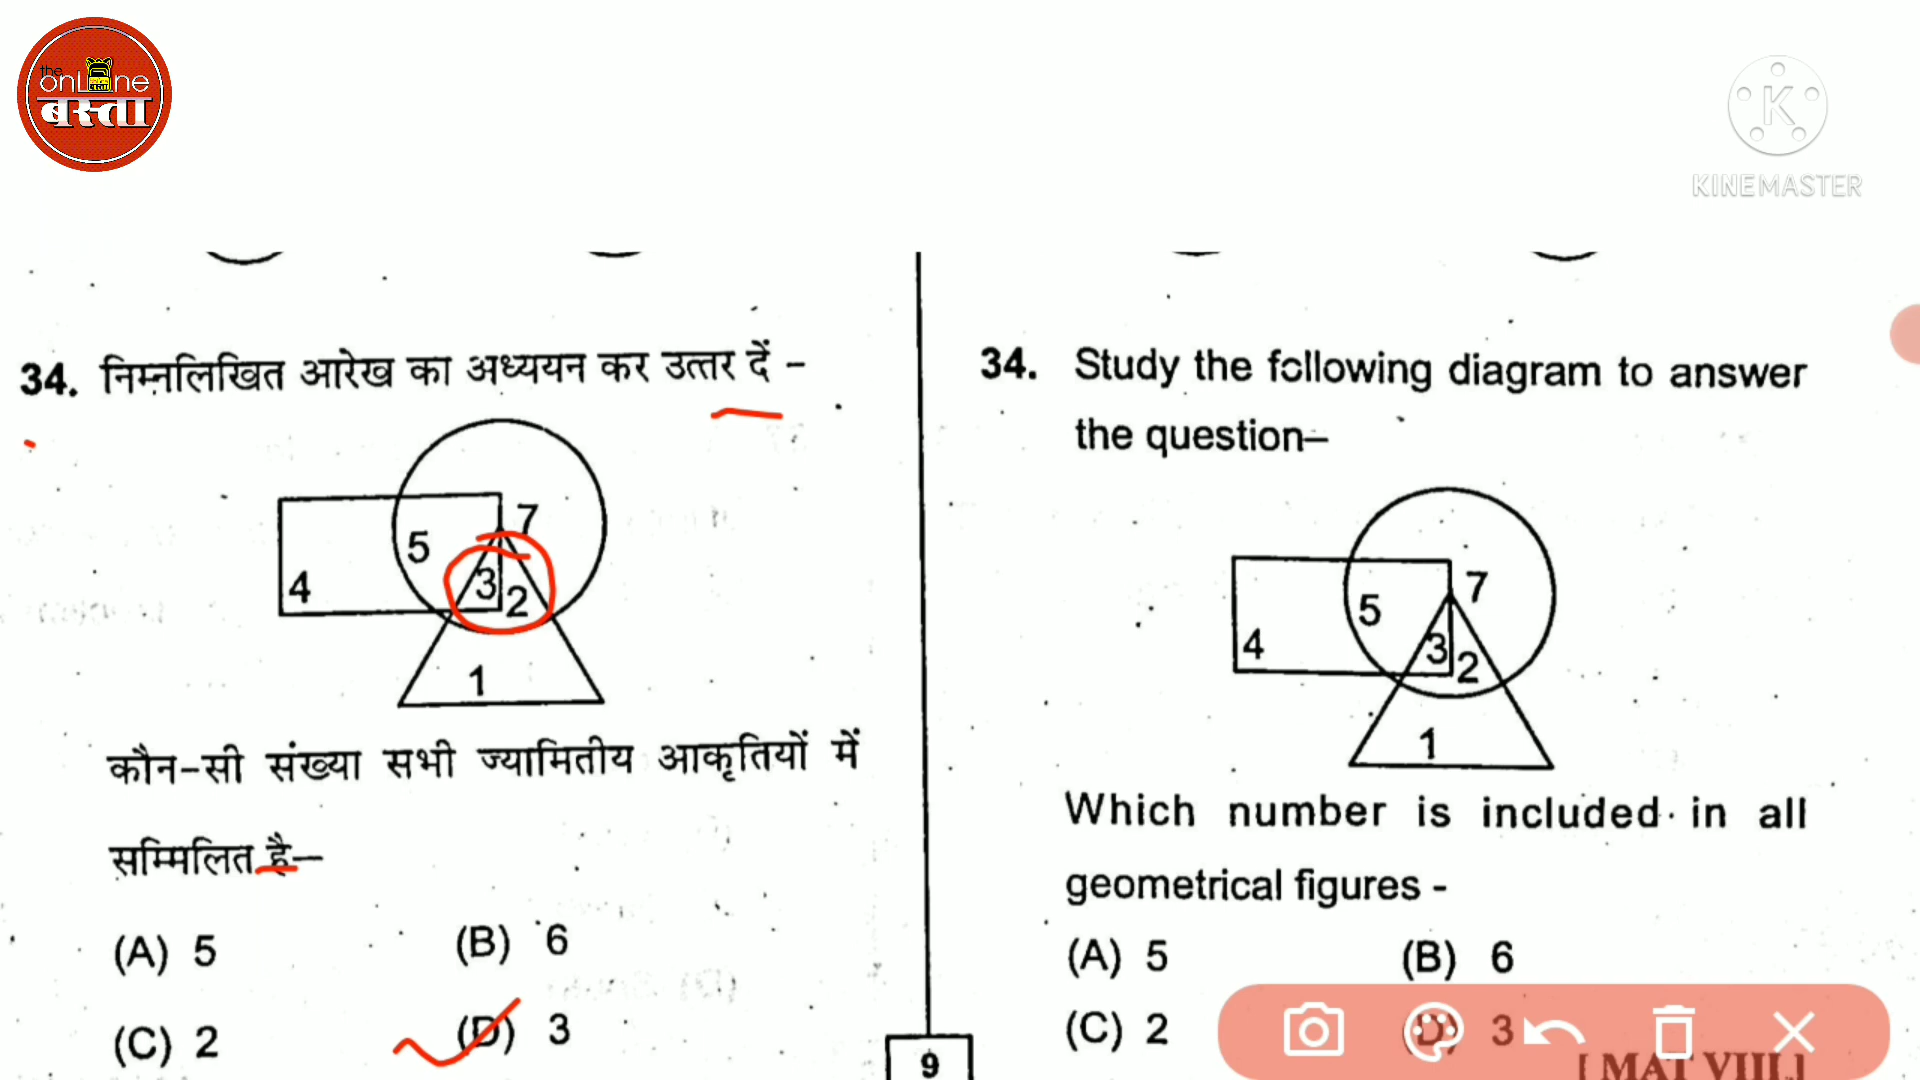 the
onLine
बस्ता
KINEMASTER
34. निम्नलिखित आरेख का अध्ययन कर उत्तर दें –
7
5
3
4
2
1
कौन-सी संख्या सभी ज्यामितीय आकृतियों में
सम्मिलित है–
(A) 5
(B) 6
(C) 2
(D) 3
34. Study the following diagram to answer
the question–
7
5
3
4
2
1
Which number is included in all
geometrical figures -
(A) 5
(B) 6
(C) 2
(D) 3
9
[ MAT VIII ]